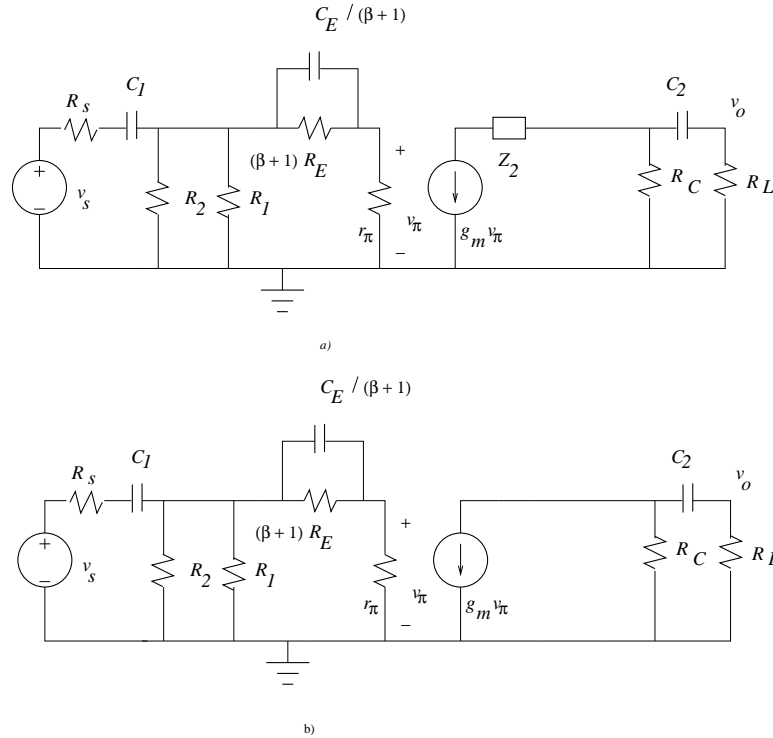 C_E / (β + 1)
R_s
C_1
C_2
v_o
+
v_s
−
R_2
R_1
(β + 1) R_E
r_π
+
v_π
−
g_m v_π
Z_2
R_C
R_L
a)
C_E / (β + 1)
R_s
C_1
C_2
v_o
+
v_s
−
R_2
R_1
(β + 1) R_E
r_π
+
v_π
−
g_m v_π
R_C
R_L
b)